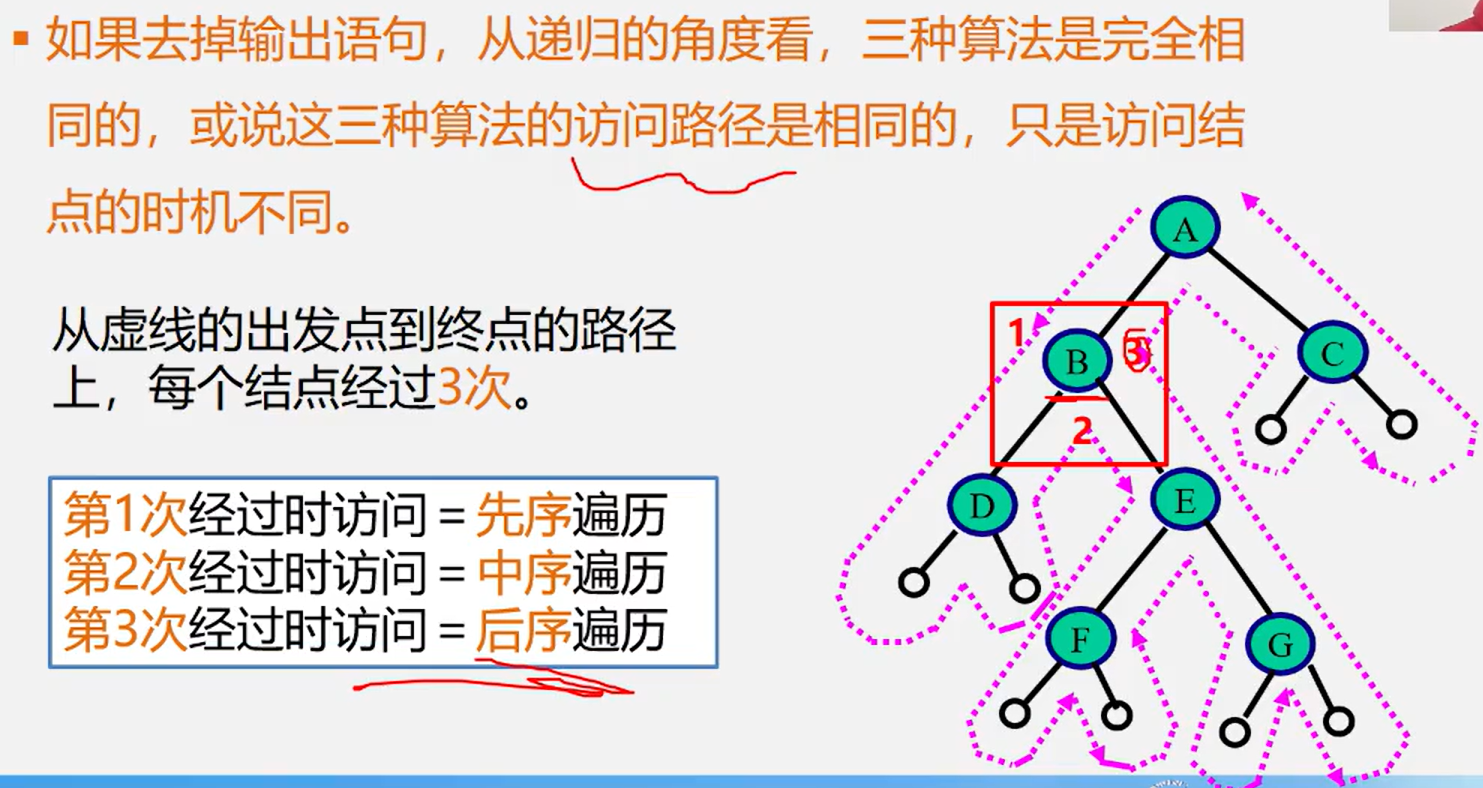 ▪ 如果去掉输出语句，从递归的角度看，三种算法是完全相
同的，或说这三种算法的访问路径是相同的，只是访问结
点的时机不同。
从虚线的出发点到终点的路径
上，每个结点经过3次。
第1次经过时访问 = 先序遍历
第2次经过时访问 = 中序遍历
第3次经过时访问 = 后序遍历
A
1
B
3
C
2
D
E
F
G